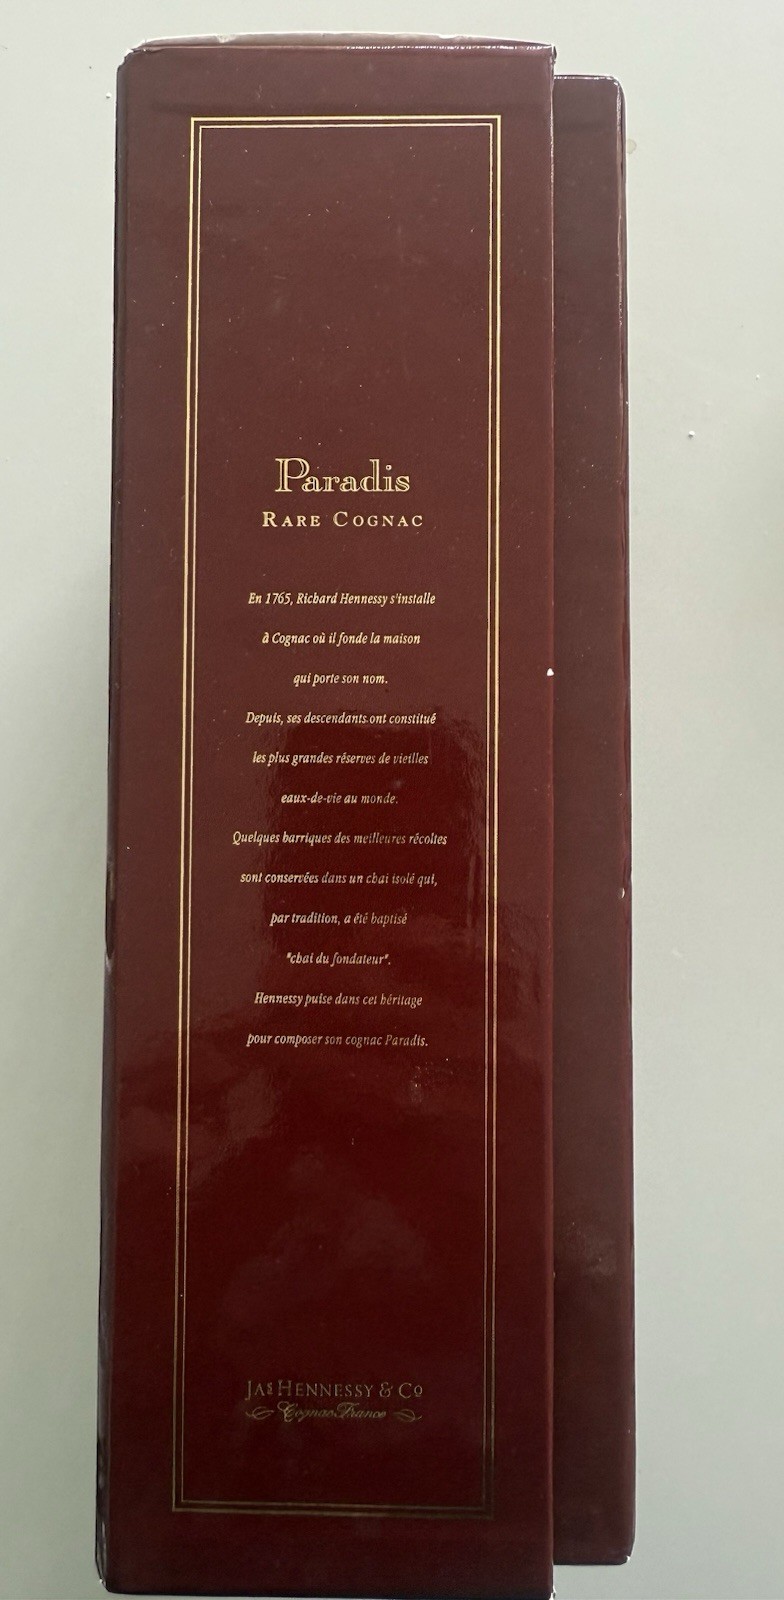 Paradis
RARE COGNAC
En 1765, Richard Hennessy s'installe
à Cognac où il fonde la maison
qui porte son nom.
Depuis, ses descendants ont constitué
les plus grandes réserves de vieilles
eaux-de-vie au monde.
Quelques barriques des meilleures récoltes
sont conservées dans un chai isolé qui,
par tradition, a été baptisé
"chai du fondateur".
Hennessy puise dans cet héritage
pour composer son cognac Paradis.
JAS HENNESSY & CO
Cognac France